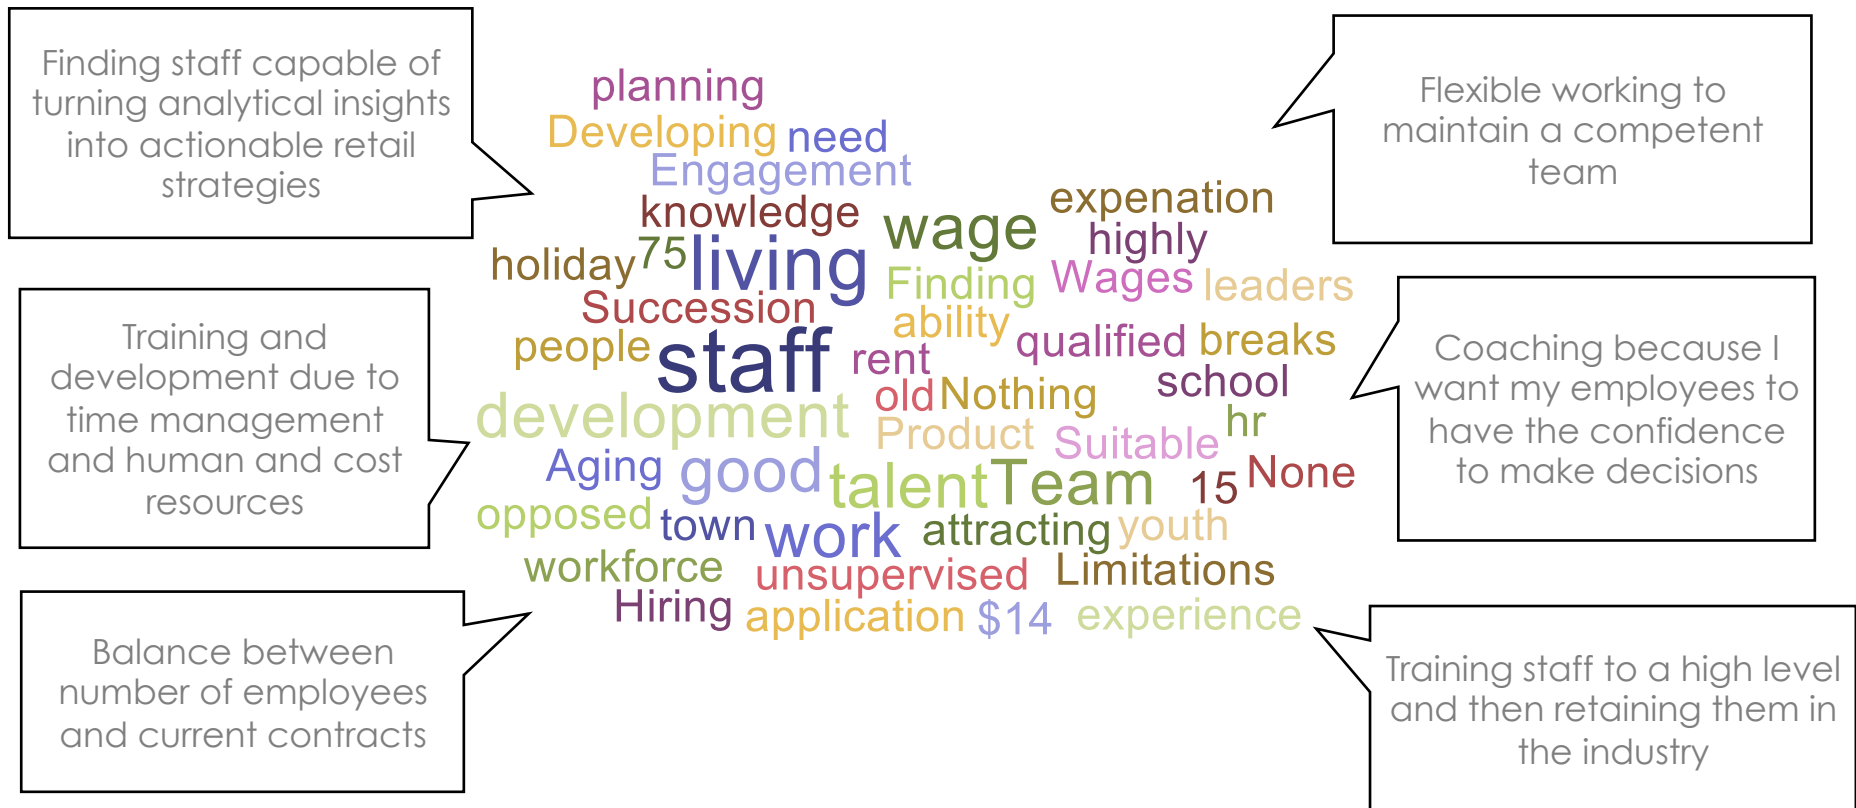 Finding staff capable of
turning analytical insights
into actionable retail
strategies
Training and
development due to
time management
and human and cost
resources
Balance between
number of employees
and current contracts
planning
Developing need
Engagement
knowledge wage expenation
highly
holiday 75 living Finding Wages leaders
Succession ability
people staff rent qualified breaks
school
development old Nothing hr
Product Suitable
Aging good talent Team 15 None
opposed town work attracting youth
workforce unsupervised Limitations
Hiring application $14 experience
Flexible working to
maintain a competent
team
Coaching because I
want my employees to
have the confidence
to make decisions
Training staff to a high level
and then retaining them in
the industry